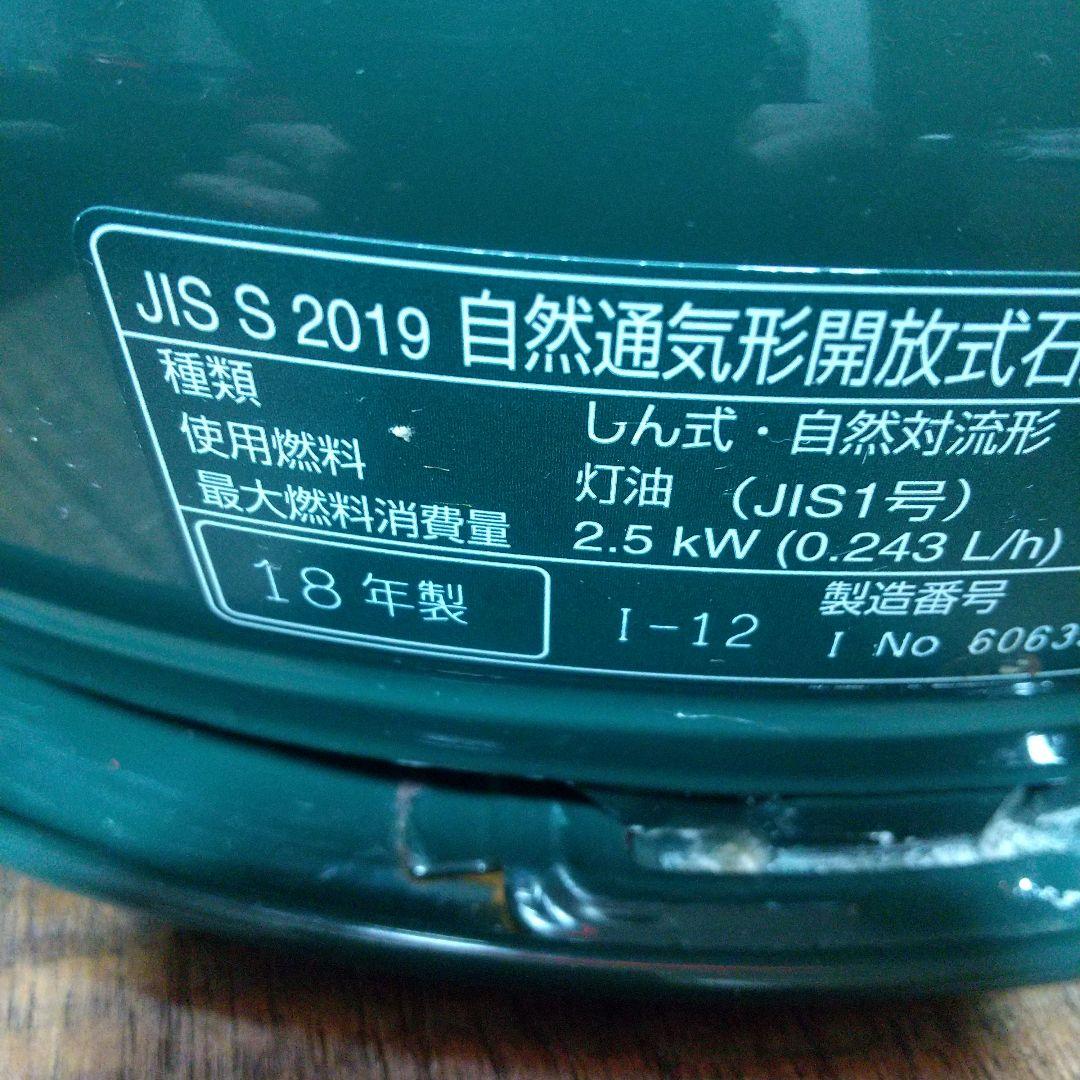 JIS S 2019 自然通気形開放式石
種類 しん式・自然対流形
使用燃料 灯油 (JIS1号)
最大燃料消費量 2.5 kW (0.243 L/h)
18年製 I-12 製造番号
I No 6063